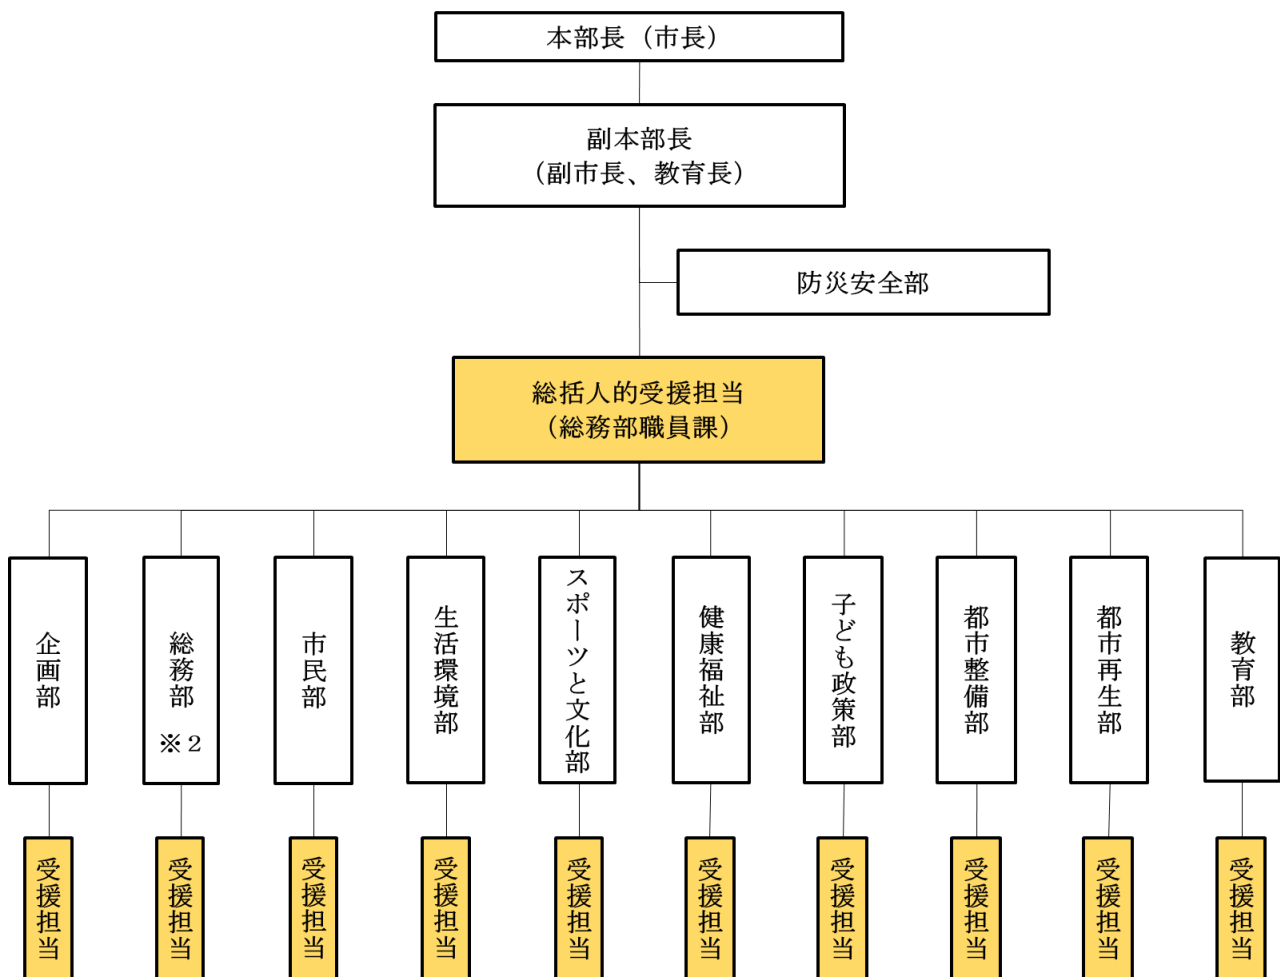 本部長（市長）
副本部長
（副市長、教育長）
防災安全部
総括人的受援担当
（総務部職員課）
企画部
総務部
※２
市民部
生活環境部
スポーツと文化部
健康福祉部
子ども政策部
都市整備部
都市再生部
教育部
受援担当
受援担当
受援担当
受援担当
受援担当
受援担当
受援担当
受援担当
受援担当
受援担当